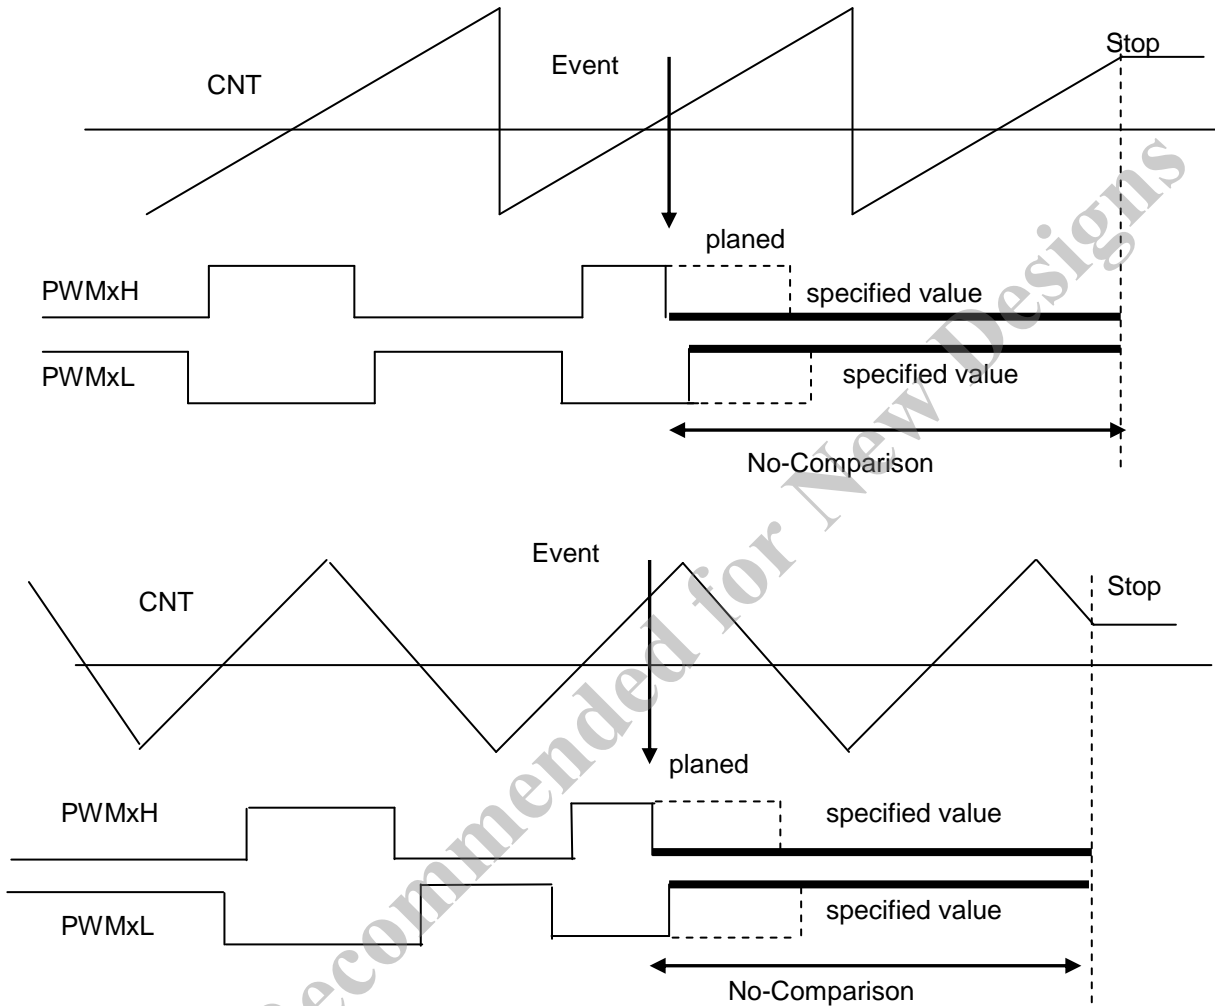 Stop
Event
CNT
planed
PWMxH
specified value
PWMxL
specified value
No-Comparison
Event
Stop
CNT
planed
PWMxH
specified value
specified value
PWMxL
No-Comparison
Recommended for New Designs